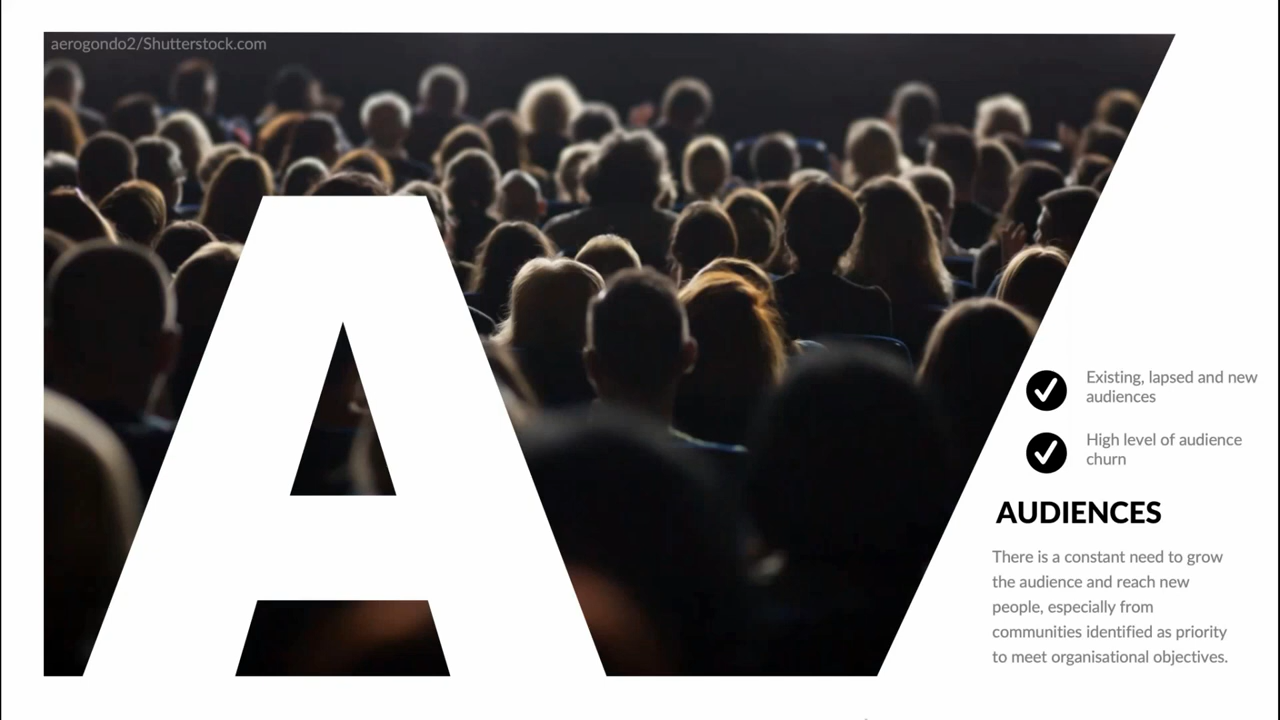 aerogondo2/Shutterstock.com
A
Existing, lapsed and new
audiences
High level of audience
churn
AUDIENCES
There is a constant need to grow
the audience and reach new
people, especially from
communities identified as priority
to meet organisational objectives.